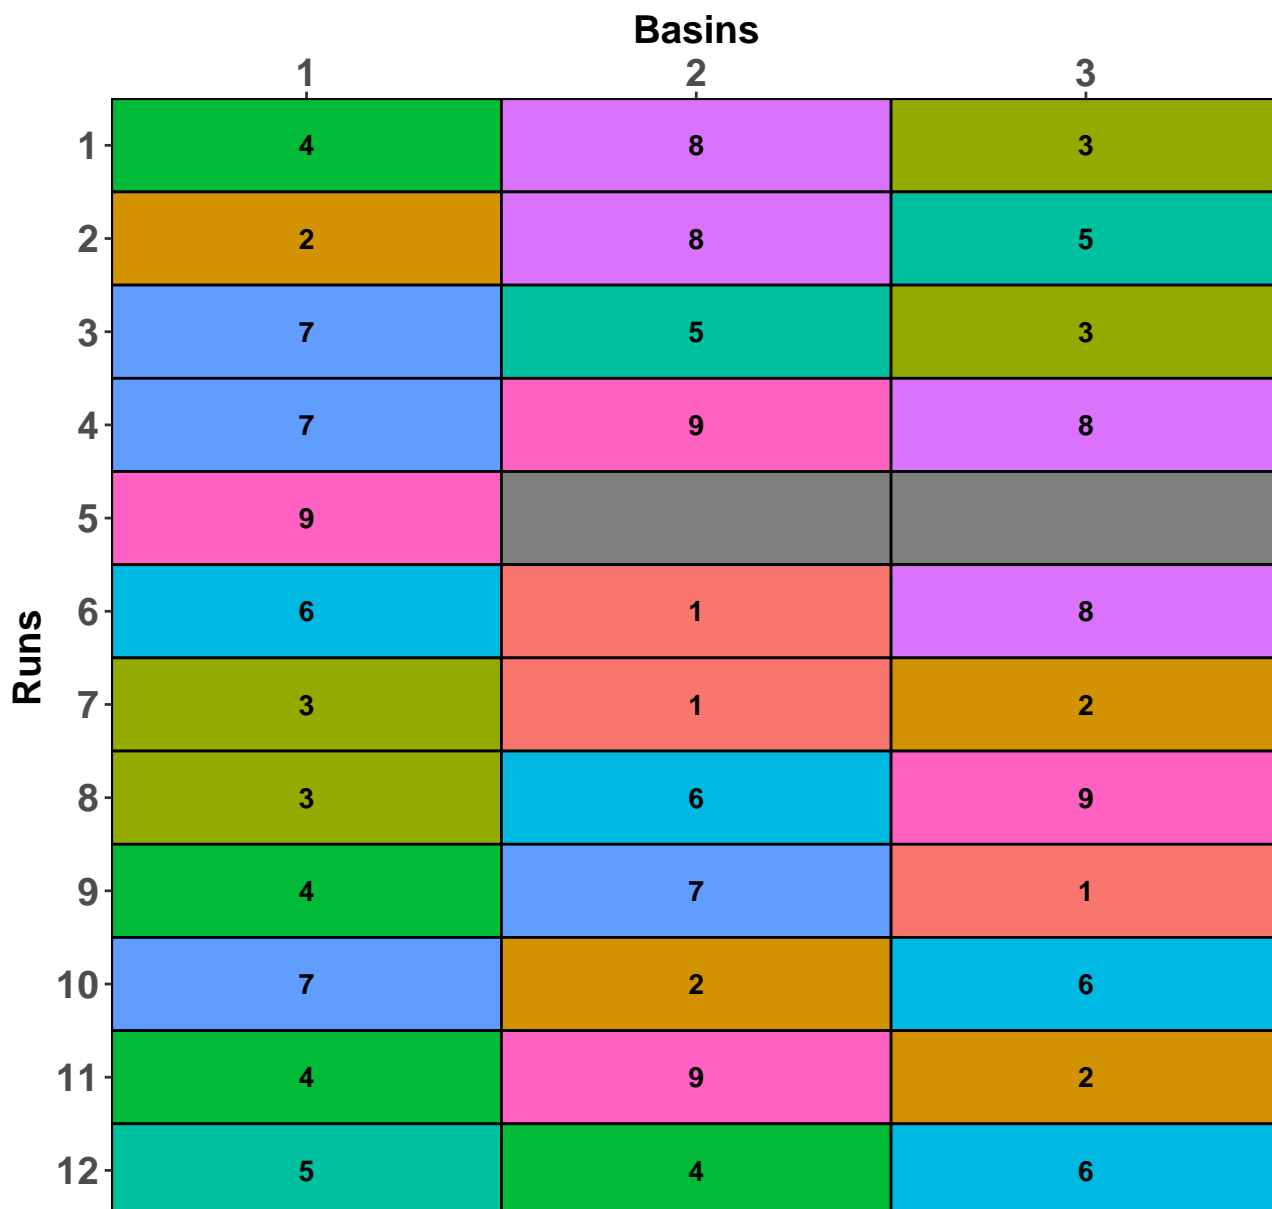 Basins
1 2 3
1 4 8 3
2 2 8 5
3 7 5 3
4 7 9 8
5 9
6 6 1 8
7 3 1 2
8 3 6 9
9 4 7 1
10 7 2 6
11 4 9 2
12 5 4 6
Runs